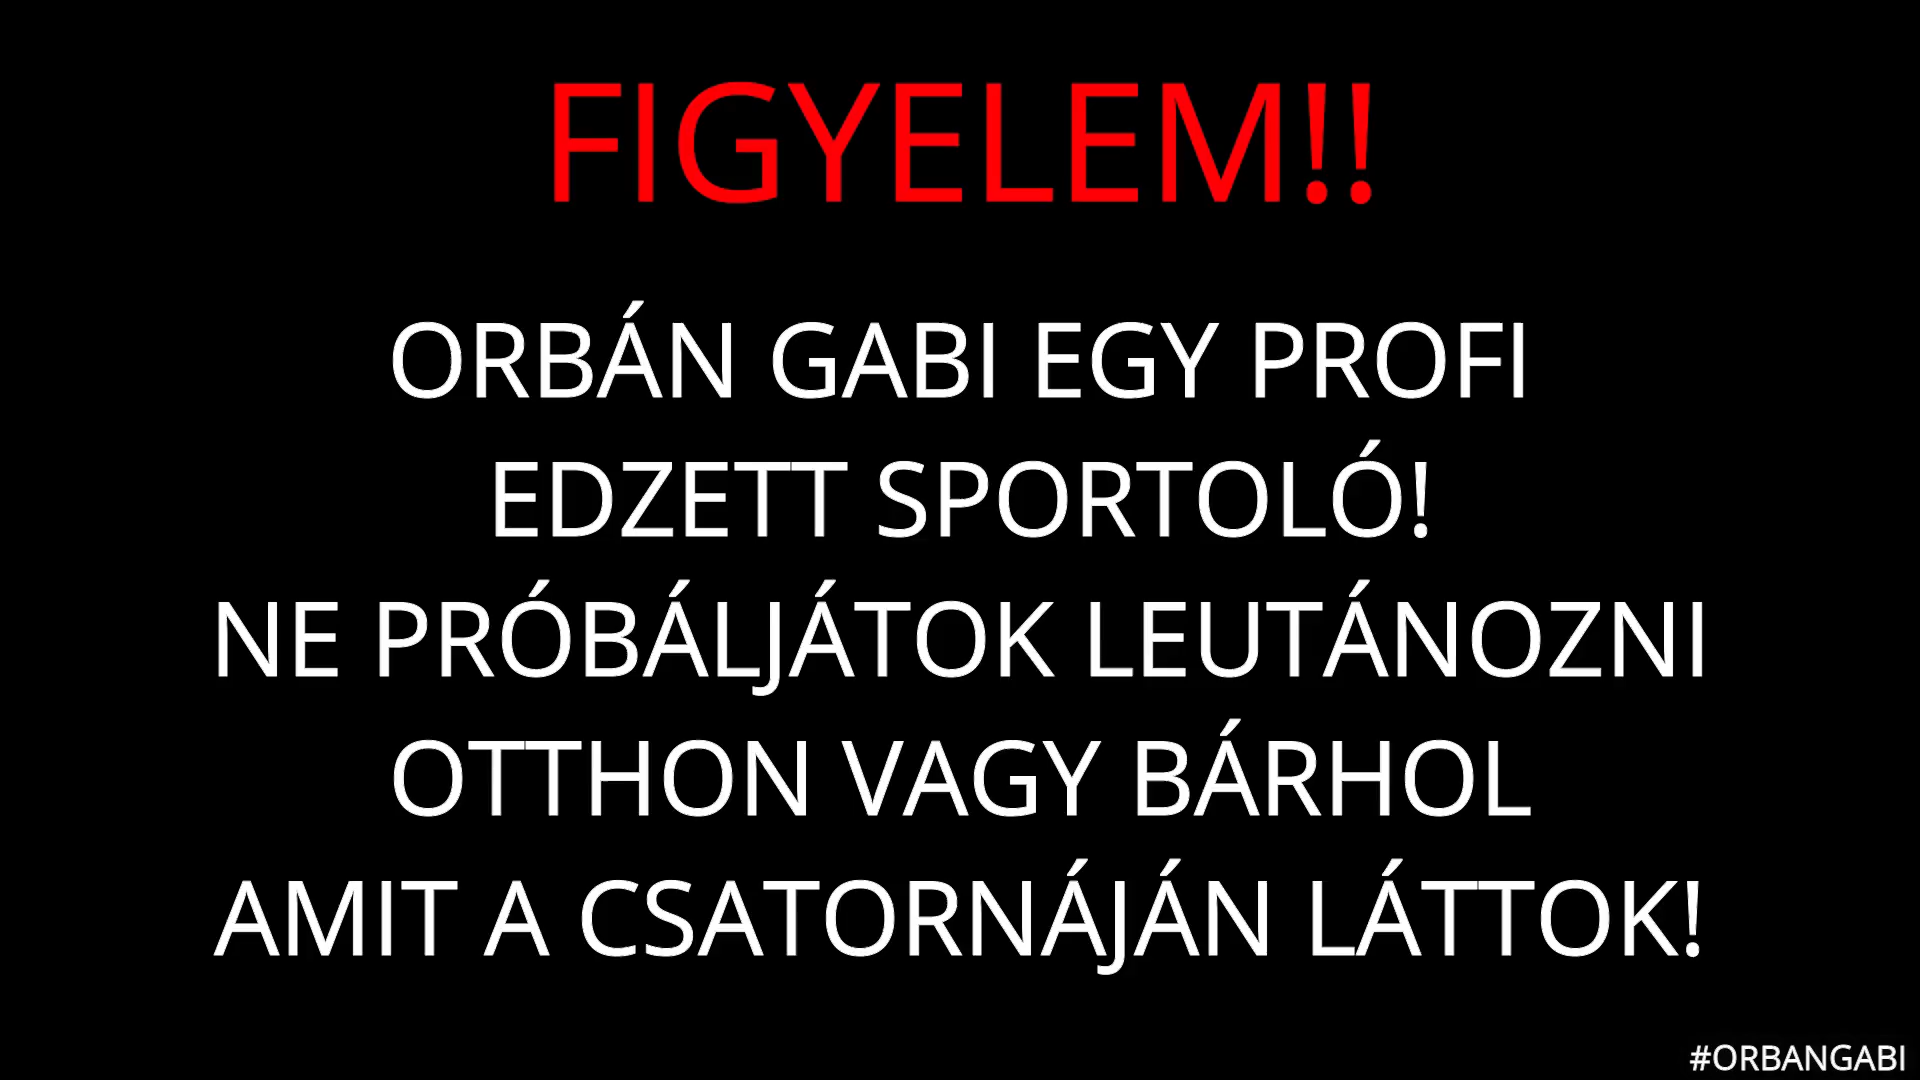 FIGYELEM!!
ORBÁN GABI EGY PROFI
EDZETT SPORTOLÓ!
NE PRÓBÁLJÁTOK LEUTÁNOZNI
OTTHON VAGY BÁRHOL
AMIT A CSATORNÁJÁN LÁTTOK!
#ORBANGABI